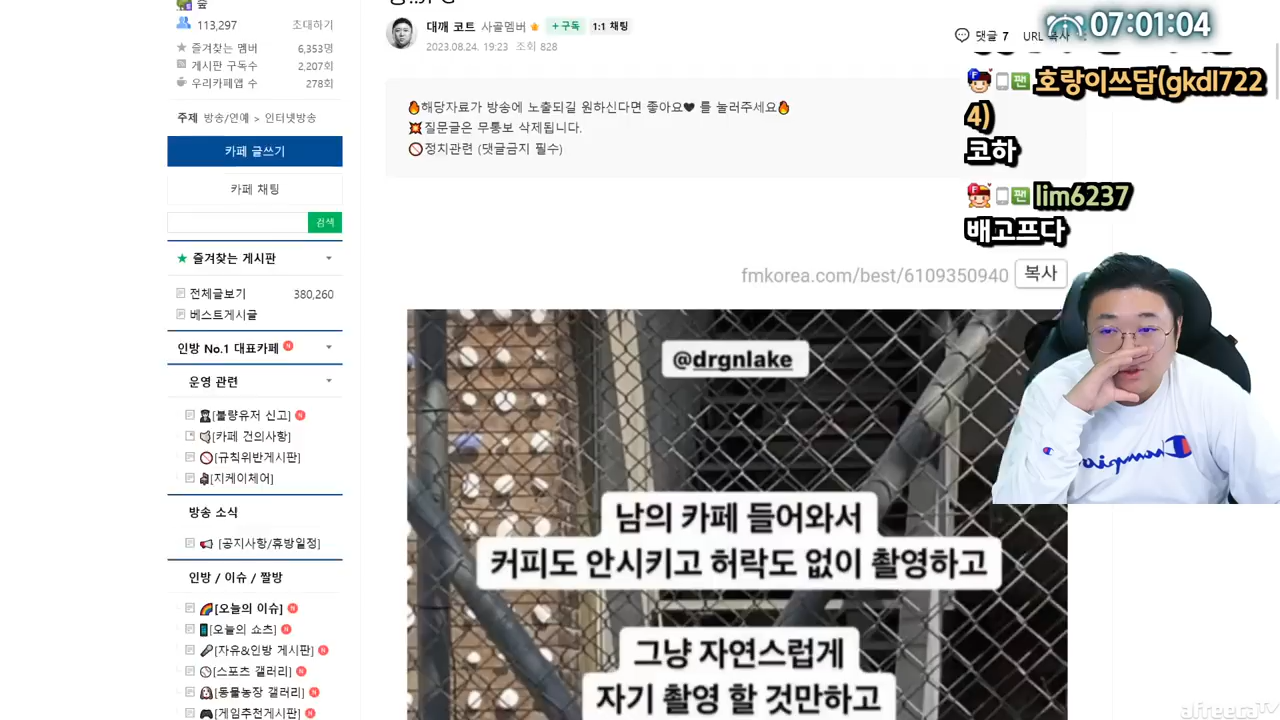 숲
113,297
초대하기
즐겨찾는 멤버 6,353명
게시판 구독수 2,207회
우리카페앱 수 278회
주제 방송/연예 > 인터넷방송
카페 글쓰기
카페 채팅
검색
즐겨찾는 게시판
전체글보기 380,260
베스트게시글
인방 No.1 대표카페 N
운영 관련
[불량유저 신고] N
[카페 건의사항]
[규칙위반게시판]
[지케이체어]
방송 소식
[공지사항/휴방일정]
인방 / 이슈 / 짤방
[오늘의 이슈] N
[오늘의 쇼츠] N
[자유&인방 게시판] N
[스포츠 갤러리] N
[동물농장 갤러리] N
[게임추천게시판] N
대깨 코트 사골멤버 +구독 1:1 채팅
2023.08.24. 19:23 조회 828
댓글 7 URL 복사
해당자료가 방송에 노출되길 원하신다면 좋아요🖤 를 눌러주세요
질문글은 무통보 삭제됩니다.
정치관련 (댓글금지 필수)
fmkorea.com/best/6109350940 복사
@drgnlake
남의 카페 들어와서
커피도 안시키고 허락도 없이 촬영하고
그냥 자연스럽게
자기 촬영 할 것만하고
07:01:04
팬 호랑이쓰담(gkdl722
4)
코하
팬 lim6237
배고프다
Champion
afreecaTV